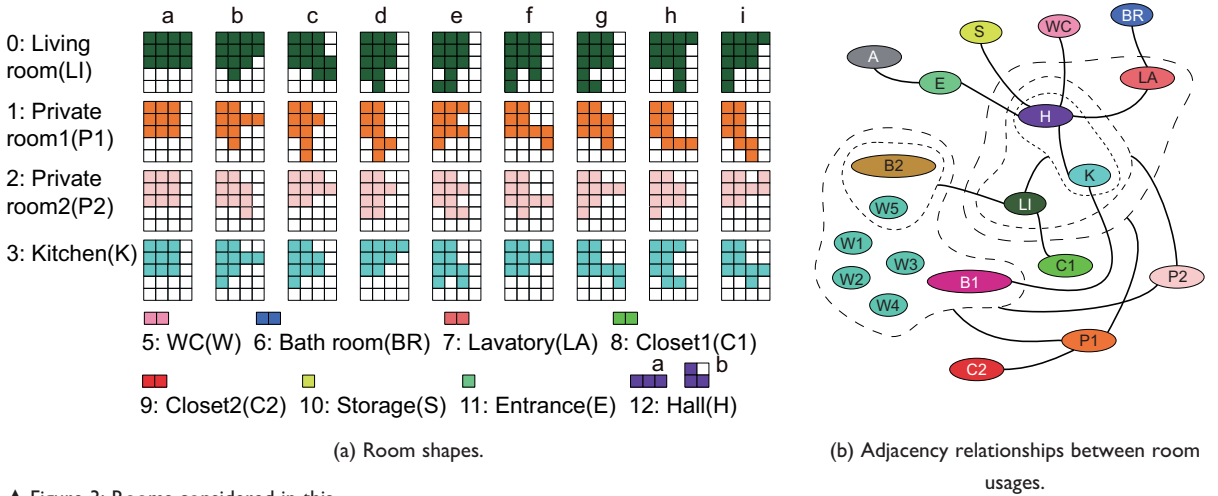 a b c d e f g h i
0: Living
room(LI)
1: Private
room1(P1)
2: Private
room2(P2)
3: Kitchen(K)
5: WC(W) 6: Bath room(BR) 7: Lavatory(LA) 8: Closet1(C1)
a b
9: Closet2(C2) 10: Storage(S) 11: Entrance(E) 12: Hall(H)
(a) Room shapes.
BR
WC
S
A
LA
E
H
B2
K
LI
W5
W1
W3
C1
W2
B1
P2
W4
P1
C2
(b) Adjacency relationships between room
usages.